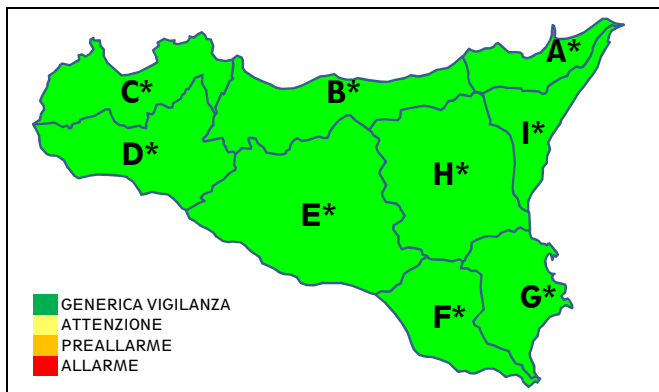 A*
C*
B*
I*
D*
H*
E*
G*
F*
GENERICA VIGILANZA
ATTENZIONE
PREALLARME
ALLARME